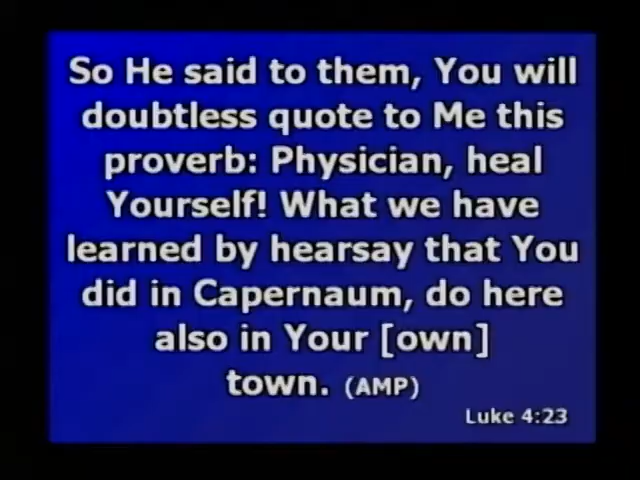 So He said to them, You will
doubtless quote to Me this
proverb: Physician, heal
Yourself! What we have
learned by hearsay that You
did in Capernaum, do here
also in Your [own]
town. (AMP)
Luke 4:23